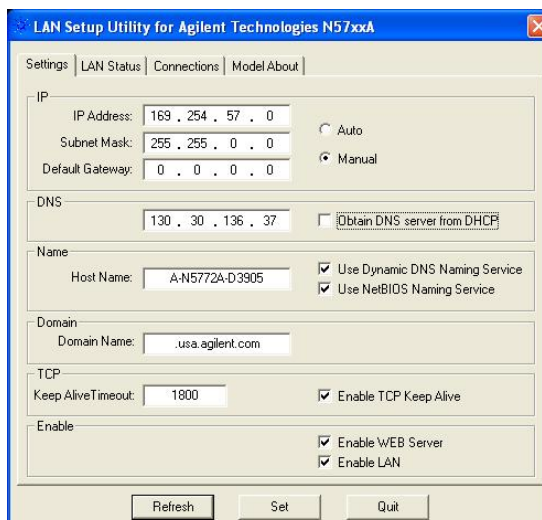 LAN Setup Utility for Agilent Technologies N57xxA
Settings LAN Status Connections Model About
IP
IP Address: 169 . 254 . 57 . 0
Auto
Subnet Mask: 255 . 255 . 0 . 0
Manual
Default Gateway: 0 . 0 . 0 . 0
DNS
130 . 30 . 136 . 37 Obtain DNS server from DHCP
Name
Use Dynamic DNS Naming Service
Host Name: A-N5772A-D3905
Use NetBIOS Naming Service
Domain
Domain Name: .usa.agilent.com
TCP
Keep AliveTimeout: 1800 Enable TCP Keep Alive
Enable
Enable WEB Server
Enable LAN
Refresh Set Quit